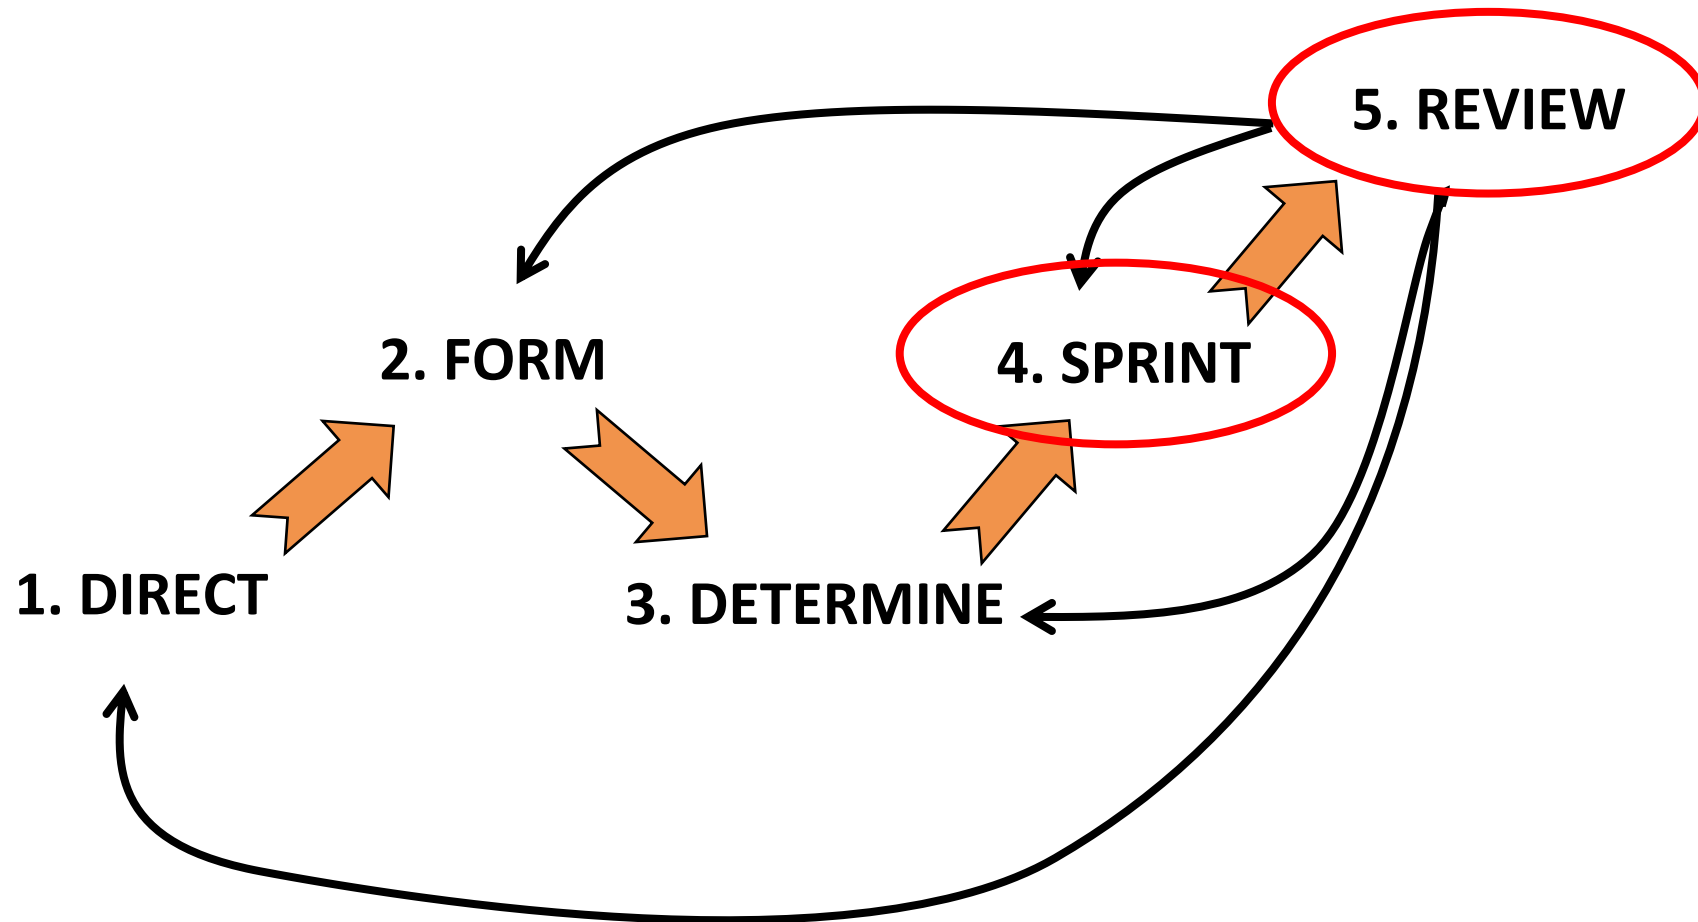 5. REVIEW
2. FORM
4. SPRINT
1. DIRECT
3. DETERMINE